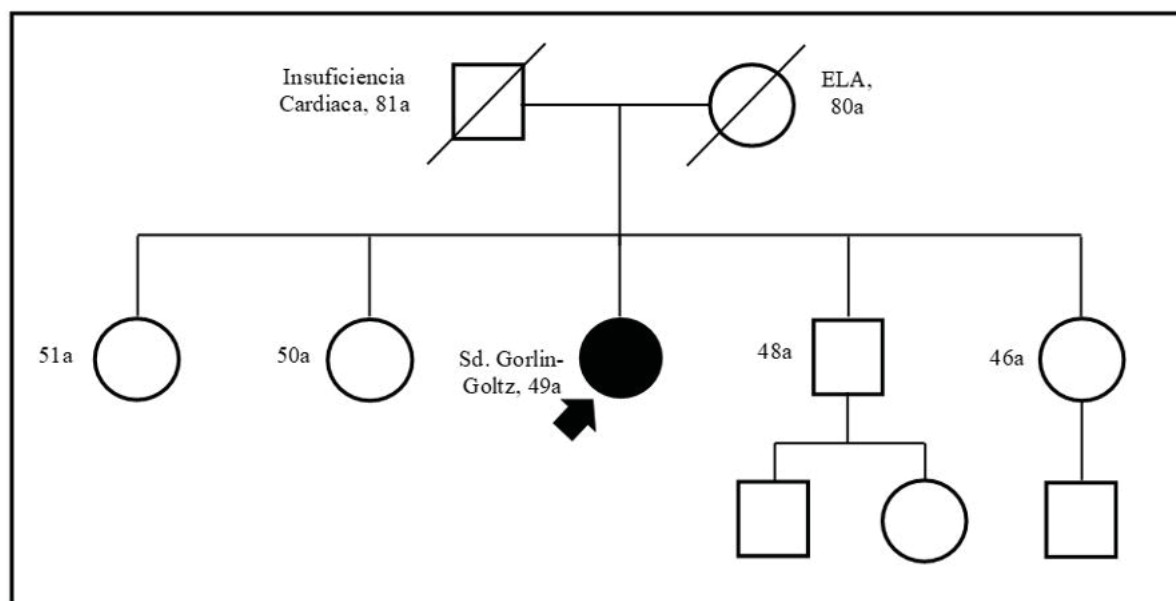 Insuficiencia
Cardiaca, 81a
ELA,
80a
51a
50a
Sd. Gorlin-
Goltz, 49a
48a
46a